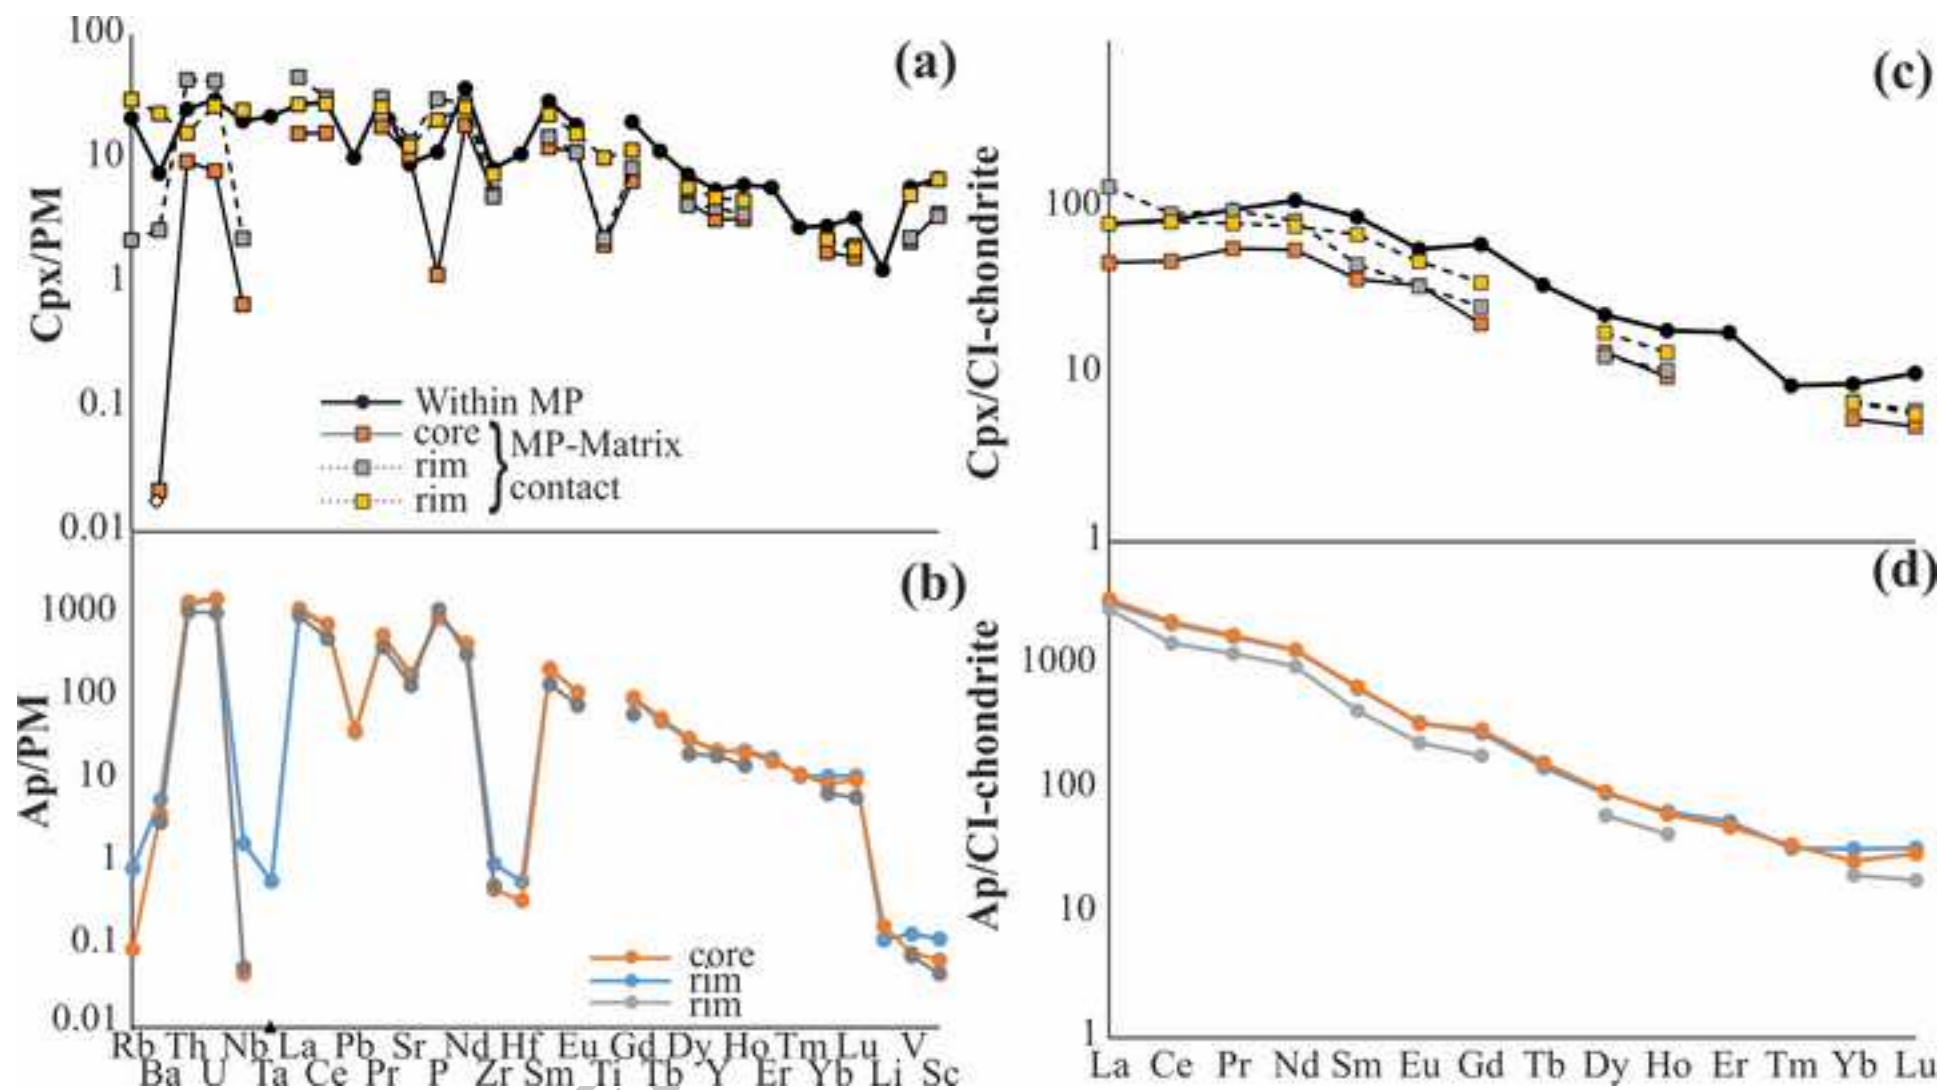 (a)
Cpx/PM
100
10
1
0.1
0.01
Within MP
core
rim
rim
MP-Matrix
contact
(c)
Cpx/CI-chondrite
100
10
1
(b)
Ap/PM
1000
100
10
1
0.1
0.01
core
rim
rim
Rb Th Nb La Pb Sr Nd Hf Eu Gd Dy Ho Tm Lu V
Ba U Ta Ce Pr P Zr Sm Ti Tb Y Er Yb Li Sc
(d)
Ap/CI-chondrite
1000
100
10
1
La Ce Pr Nd Sm Eu Gd Tb Dy Ho Er Tm Yb Lu